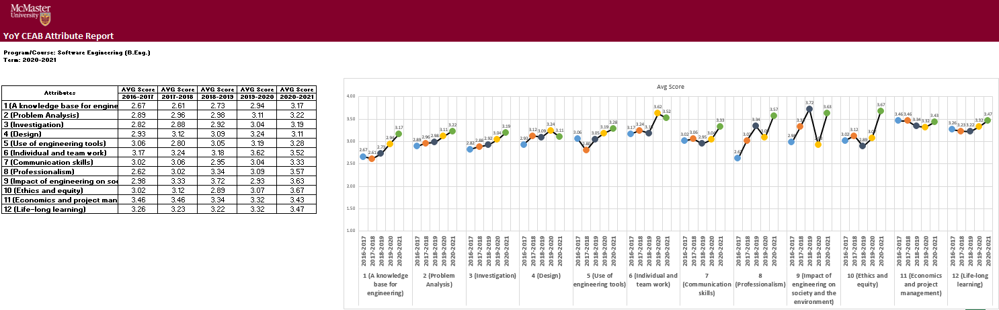 McMaster
University
YoY CEAB Attribute Report
Program/Course: Software Engineering (B.Eng.)
Term: 2020-2021
Attributes AVG Score AVG Score AVG Score AVG Score AVG Score
2016-2017 2017-2018 2018-2019 2019-2020 2020-2021
1 (A knowledge base for engine 2.67 2.61 2.73 2.94 3.17
2 (Problem Analysis) 2.89 2.96 2.98 3.11 3.22
3 (Investigation) 2.82 2.88 2.92 3.04 3.19
4 (Design) 2.93 3.12 3.09 3.24 3.11
5 (Use of engineering tools) 3.06 2.80 3.05 3.19 3.28
6 (Individual and team work) 3.17 3.24 3.18 3.62 3.52
7 (Communication skills) 3.02 3.06 2.95 3.04 3.33
8 (Professionalism) 2.62 3.02 3.34 3.09 3.57
9 (Impact of engineering on soc 2.98 3.33 3.72 2.93 3.63
10 (Ethics and equity) 3.02 3.12 2.89 3.07 3.67
11 (Economics and project man 3.46 3.46 3.34 3.32 3.43
12 (Life-long learning) 3.26 3.23 3.22 3.32 3.47
Avg Score
4.00
3.50
3.00
2.50
2.00
1.50
1.00
2.67 2.61 2.73 2.94 3.17
2.89 2.96 2.98 3.11 3.22
2.82 2.88 2.92 3.04 3.19
2.93 3.12 3.09 3.24 3.11
3.06 2.80 3.05 3.19 3.28
3.17 3.24 3.18 3.62 3.52
3.02 3.06 2.95 3.04 3.33
2.62 3.02 3.34 3.09 3.57
2.98 3.33 3.72 2.93 3.63
3.02 3.12 2.89 3.07 3.67
3.46 3.46 3.34 3.32 3.43
3.26 3.23 3.22 3.32 3.47
2016-2017 2017-2018 2018-2019 2019-2020 2020-2021
2016-2017 2017-2018 2018-2019 2019-2020 2020-2021
2016-2017 2017-2018 2018-2019 2019-2020 2020-2021
2016-2017 2017-2018 2018-2019 2019-2020 2020-2021
2016-2017 2017-2018 2018-2019 2019-2020 2020-2021
2016-2017 2017-2018 2018-2019 2019-2020 2020-2021
2016-2017 2017-2018 2018-2019 2019-2020 2020-2021
2016-2017 2017-2018 2018-2019 2019-2020 2020-2021
2016-2017 2017-2018 2018-2019 2019-2020 2020-2021
2016-2017 2017-2018 2018-2019 2019-2020 2020-2021
2016-2017 2017-2018 2018-2019 2019-2020 2020-2021
2016-2017 2017-2018 2018-2019 2019-2020 2020-2021
1 (A knowledge
base for
engineering)
2 (Problem
Analysis)
3 (Investigation)
4 (Design)
5 (Use of
engineering tools)
6 (Individual and
team work)
7
(Communication
skills)
8
(Professionalism)
9 (Impact of
engineering on
society and the
environment)
10 (Ethics and
equity)
11 (Economics
and project
management)
12 (Life-long
learning)